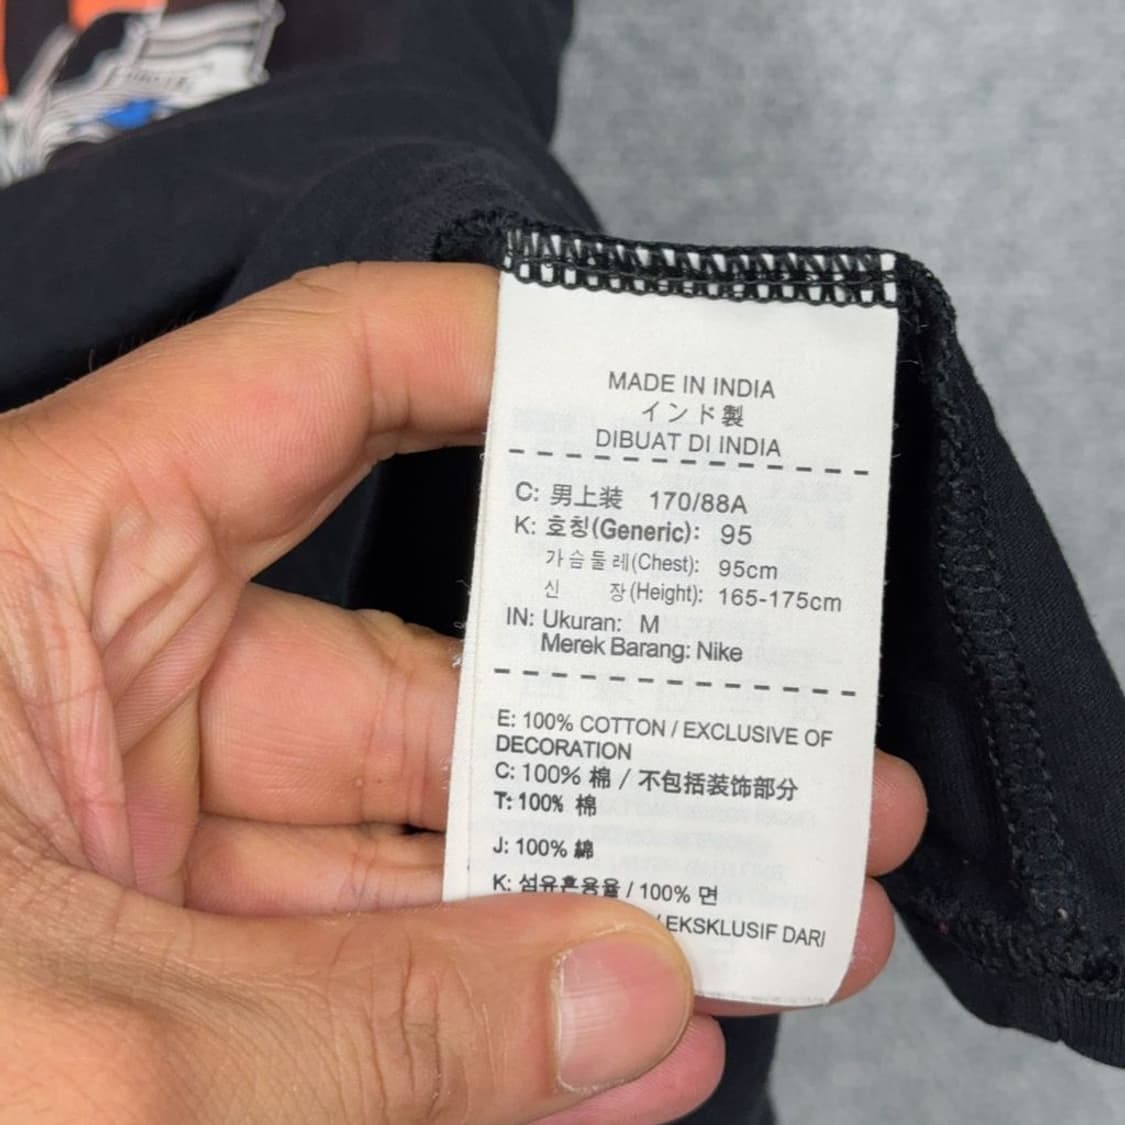 MADE IN INDIA
インド製
DIBUAT DI INDIA
C: 男上装 170/88A
K: 호칭(Generic): 95
가슴둘레(Chest): 95cm
신 장(Height): 165-175cm
IN: Ukuran: M
Merek Barang: Nike
E: 100% COTTON / EXCLUSIVE OF
DECORATION
C: 100% 棉 / 不包括装饰部分
T: 100% 棉
J: 100% 綿
K: 섬유혼용율 / 100% 면
/ EKSKLUSIF DARI